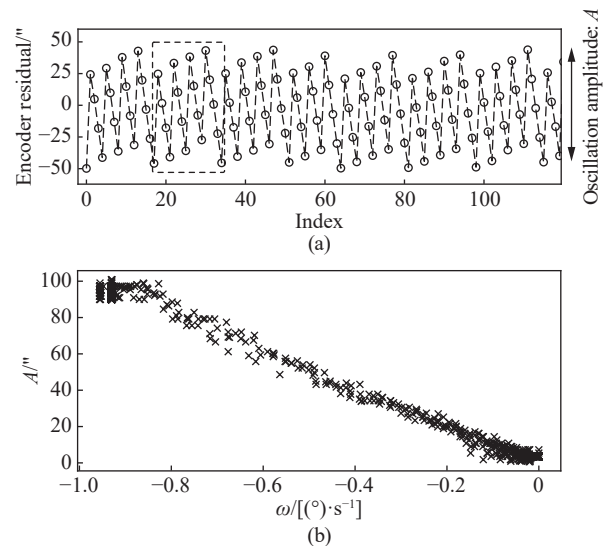 50
25
0
−25
−50
Encoder residual/″
0 20 40 60 80 100
Index
(a)
Oscillation amplitude: A
100
80
60
40
20
0
A/″
−1.0 −0.8 −0.6 −0.4 −0.2 0
ω/[(°)·s⁻¹]
(b)